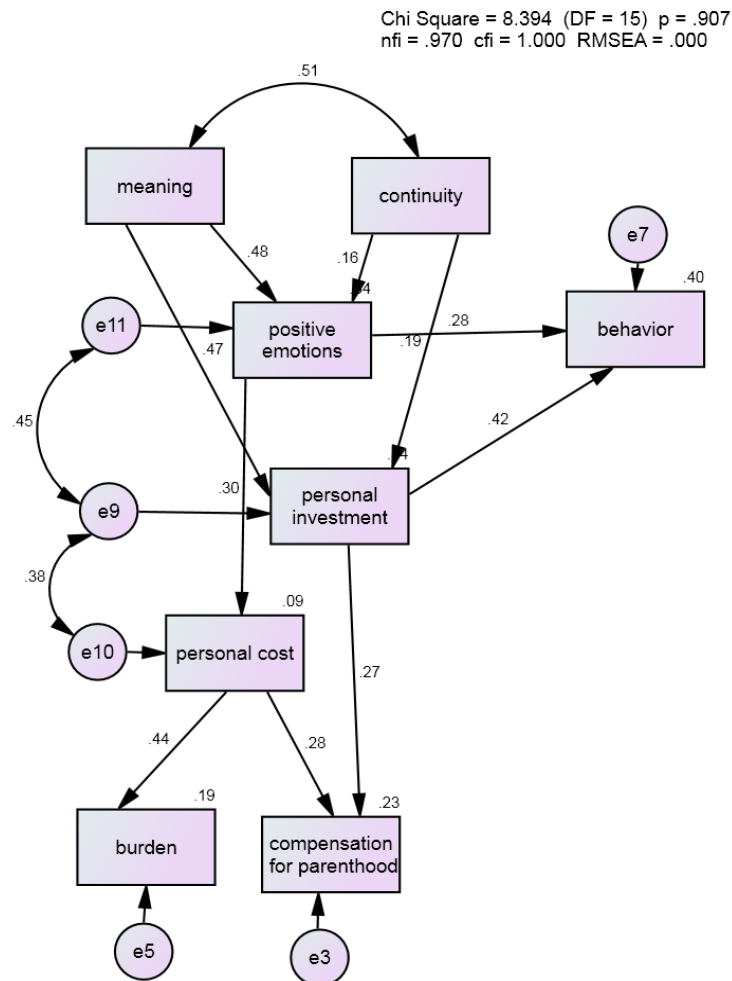 Chi Square = 8.394 (DF = 15) p = .907
nfi = .970 cfi = 1.000 RMSEA = .000
.51
meaning
continuity
e7
.48
.16
.40
e11
positive
emotions
.28
behavior
.47
.19
.45
.42
.30
personal
investment
e9
.38
.09
e10
personal cost
.27
.44
.28
.19
.23
burden
compensation
for parenthood
e5
e3